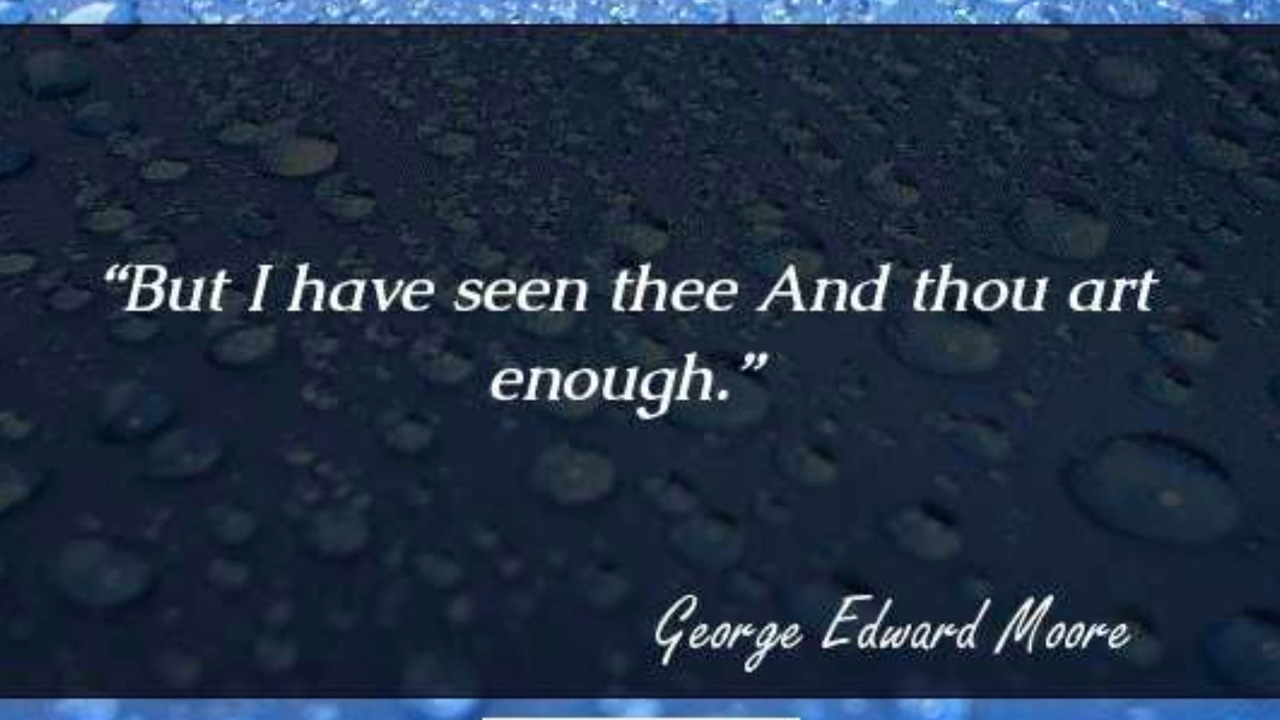 “But I have seen thee And thou art
enough.”
George Edward Moore